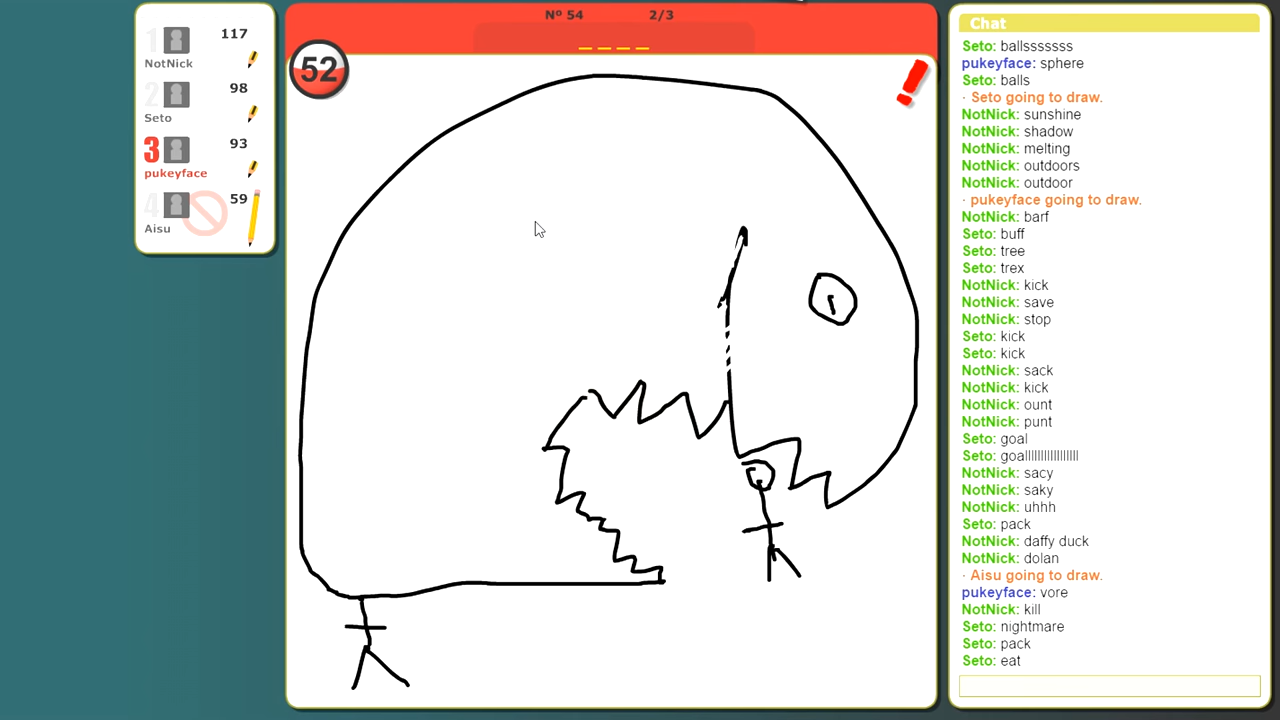 1
117
NotNick
2
98
Seto
3
93
pukeyface
4
59
Aisu
Nº 54
2/3
_ _ _ _
52
!
Chat
Seto: ballsssssss
pukeyface: sphere
Seto: balls
· Seto going to draw.
NotNick: sunshine
NotNick: shadow
NotNick: melting
NotNick: outdoors
NotNick: outdoor
· pukeyface going to draw.
NotNick: barf
Seto: buff
Seto: tree
Seto: trex
NotNick: kick
NotNick: save
NotNick: stop
Seto: kick
Seto: kick
NotNick: sack
NotNick: kick
NotNick: ount
NotNick: punt
Seto: goal
Seto: goalllllllllllllllll
NotNick: sacy
NotNick: saky
NotNick: uhhh
Seto: pack
NotNick: daffy duck
NotNick: dolan
· Aisu going to draw.
pukeyface: vore
NotNick: kill
Seto: nightmare
Seto: pack
Seto: eat